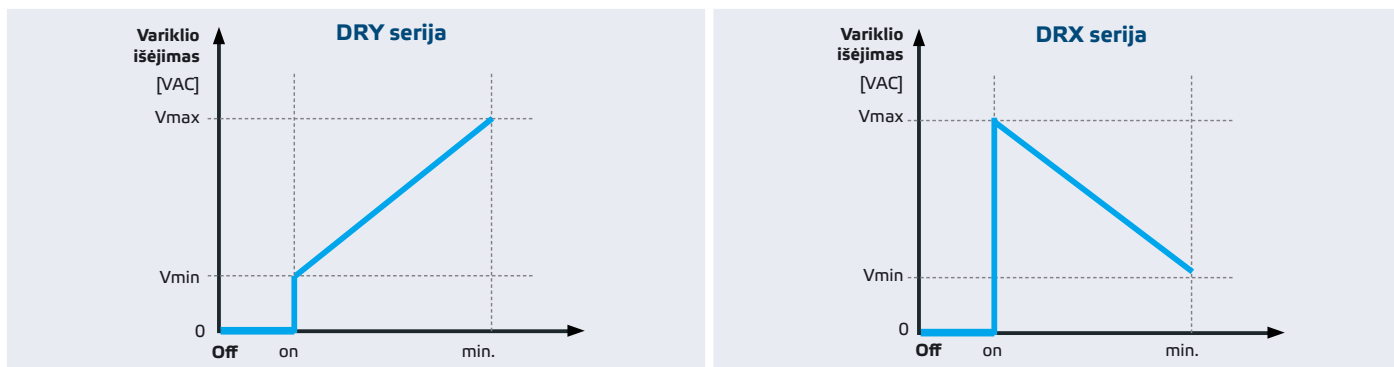 DRY serija
Variklio
išėjimas
[VAC]
Vmax
Vmin
0
Off on min.
DRX serija
Variklio
išėjimas
[VAC]
Vmax
Vmin
0
Off on min.